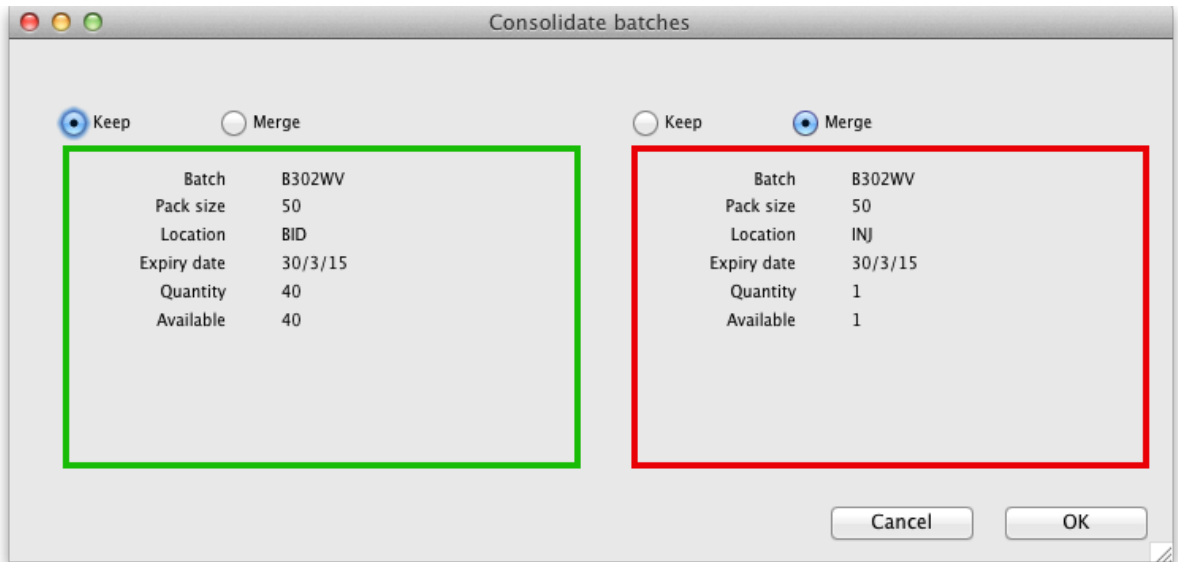 Consolidate batches
Keep Merge
Batch B302WV
Pack size 50
Location BID
Expiry date 30/3/15
Quantity 40
Available 40
Keep Merge
Batch B302WV
Pack size 50
Location INJ
Expiry date 30/3/15
Quantity 1
Available 1
Cancel OK